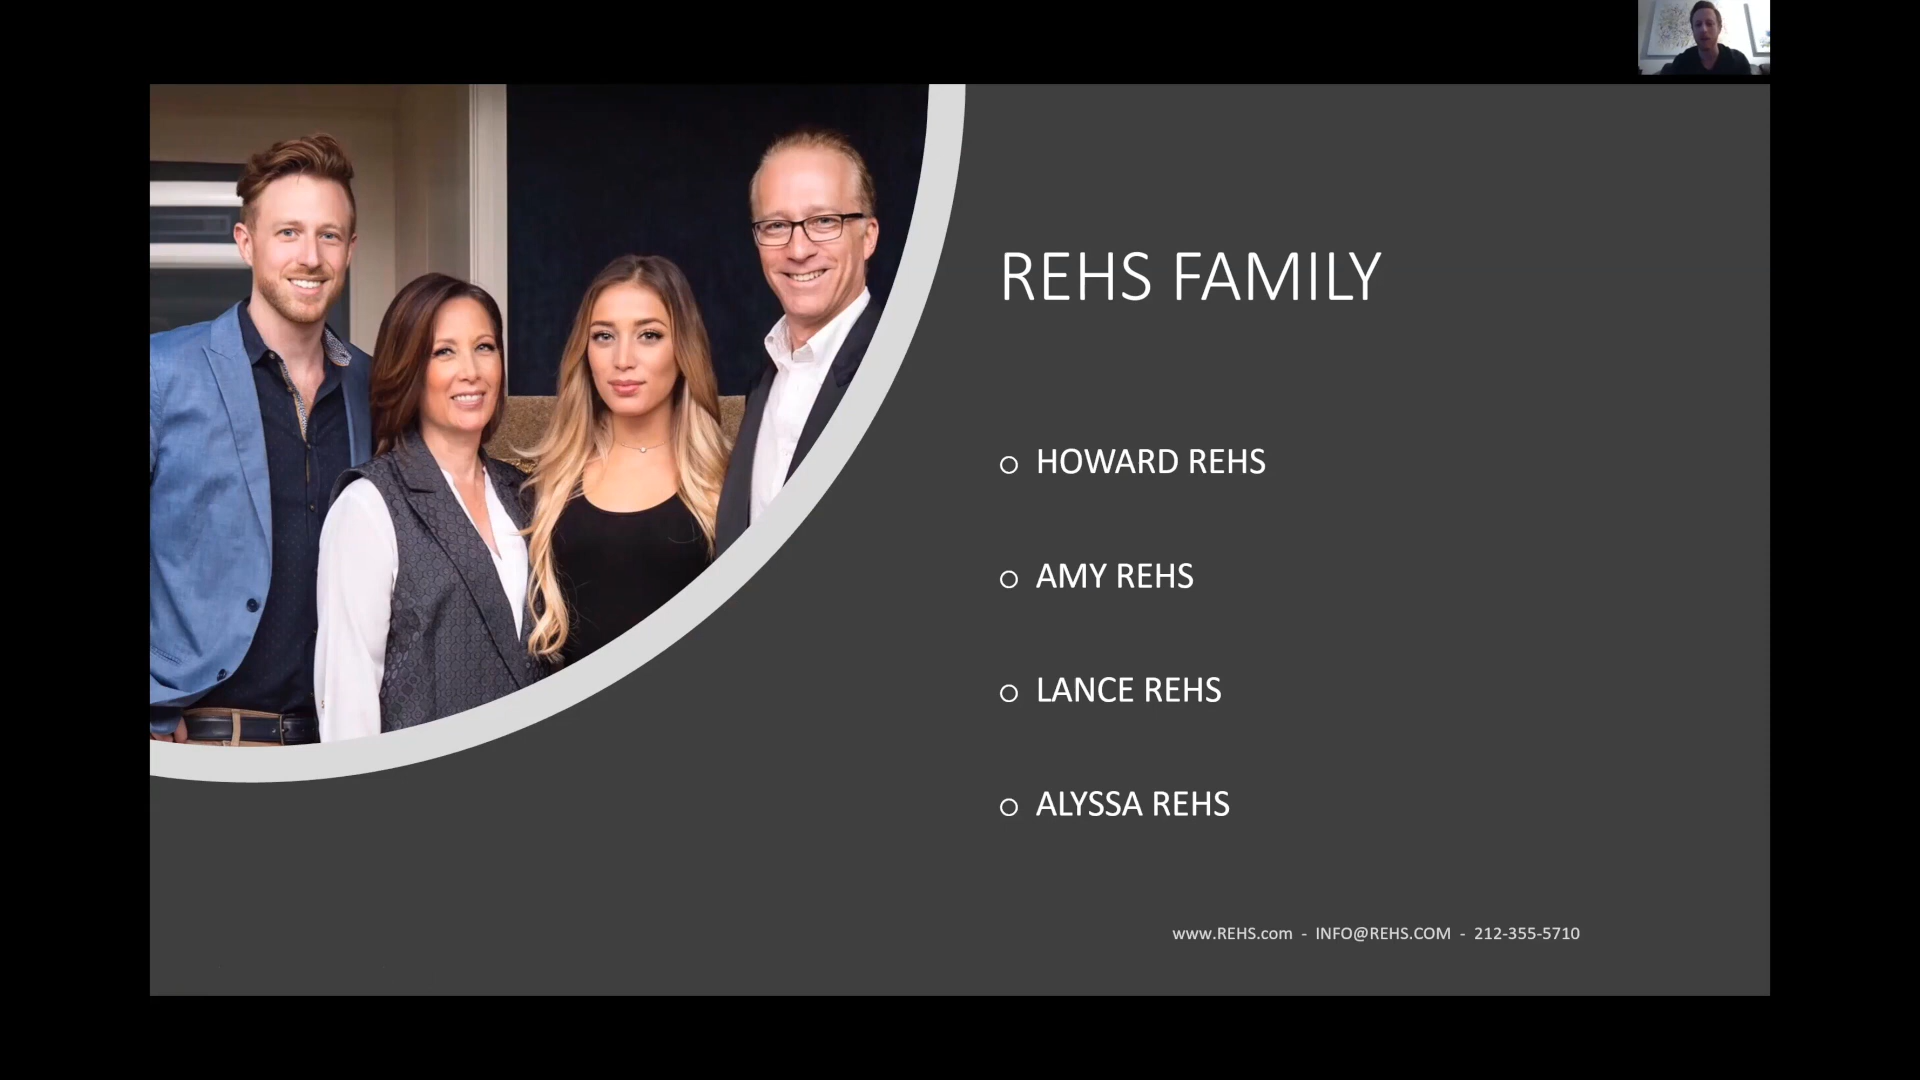 REHS FAMILY
HOWARD REHS
AMY REHS
LANCE REHS
ALYSSA REHS
www.REHS.com - INFO@REHS.COM - 212-355-5710